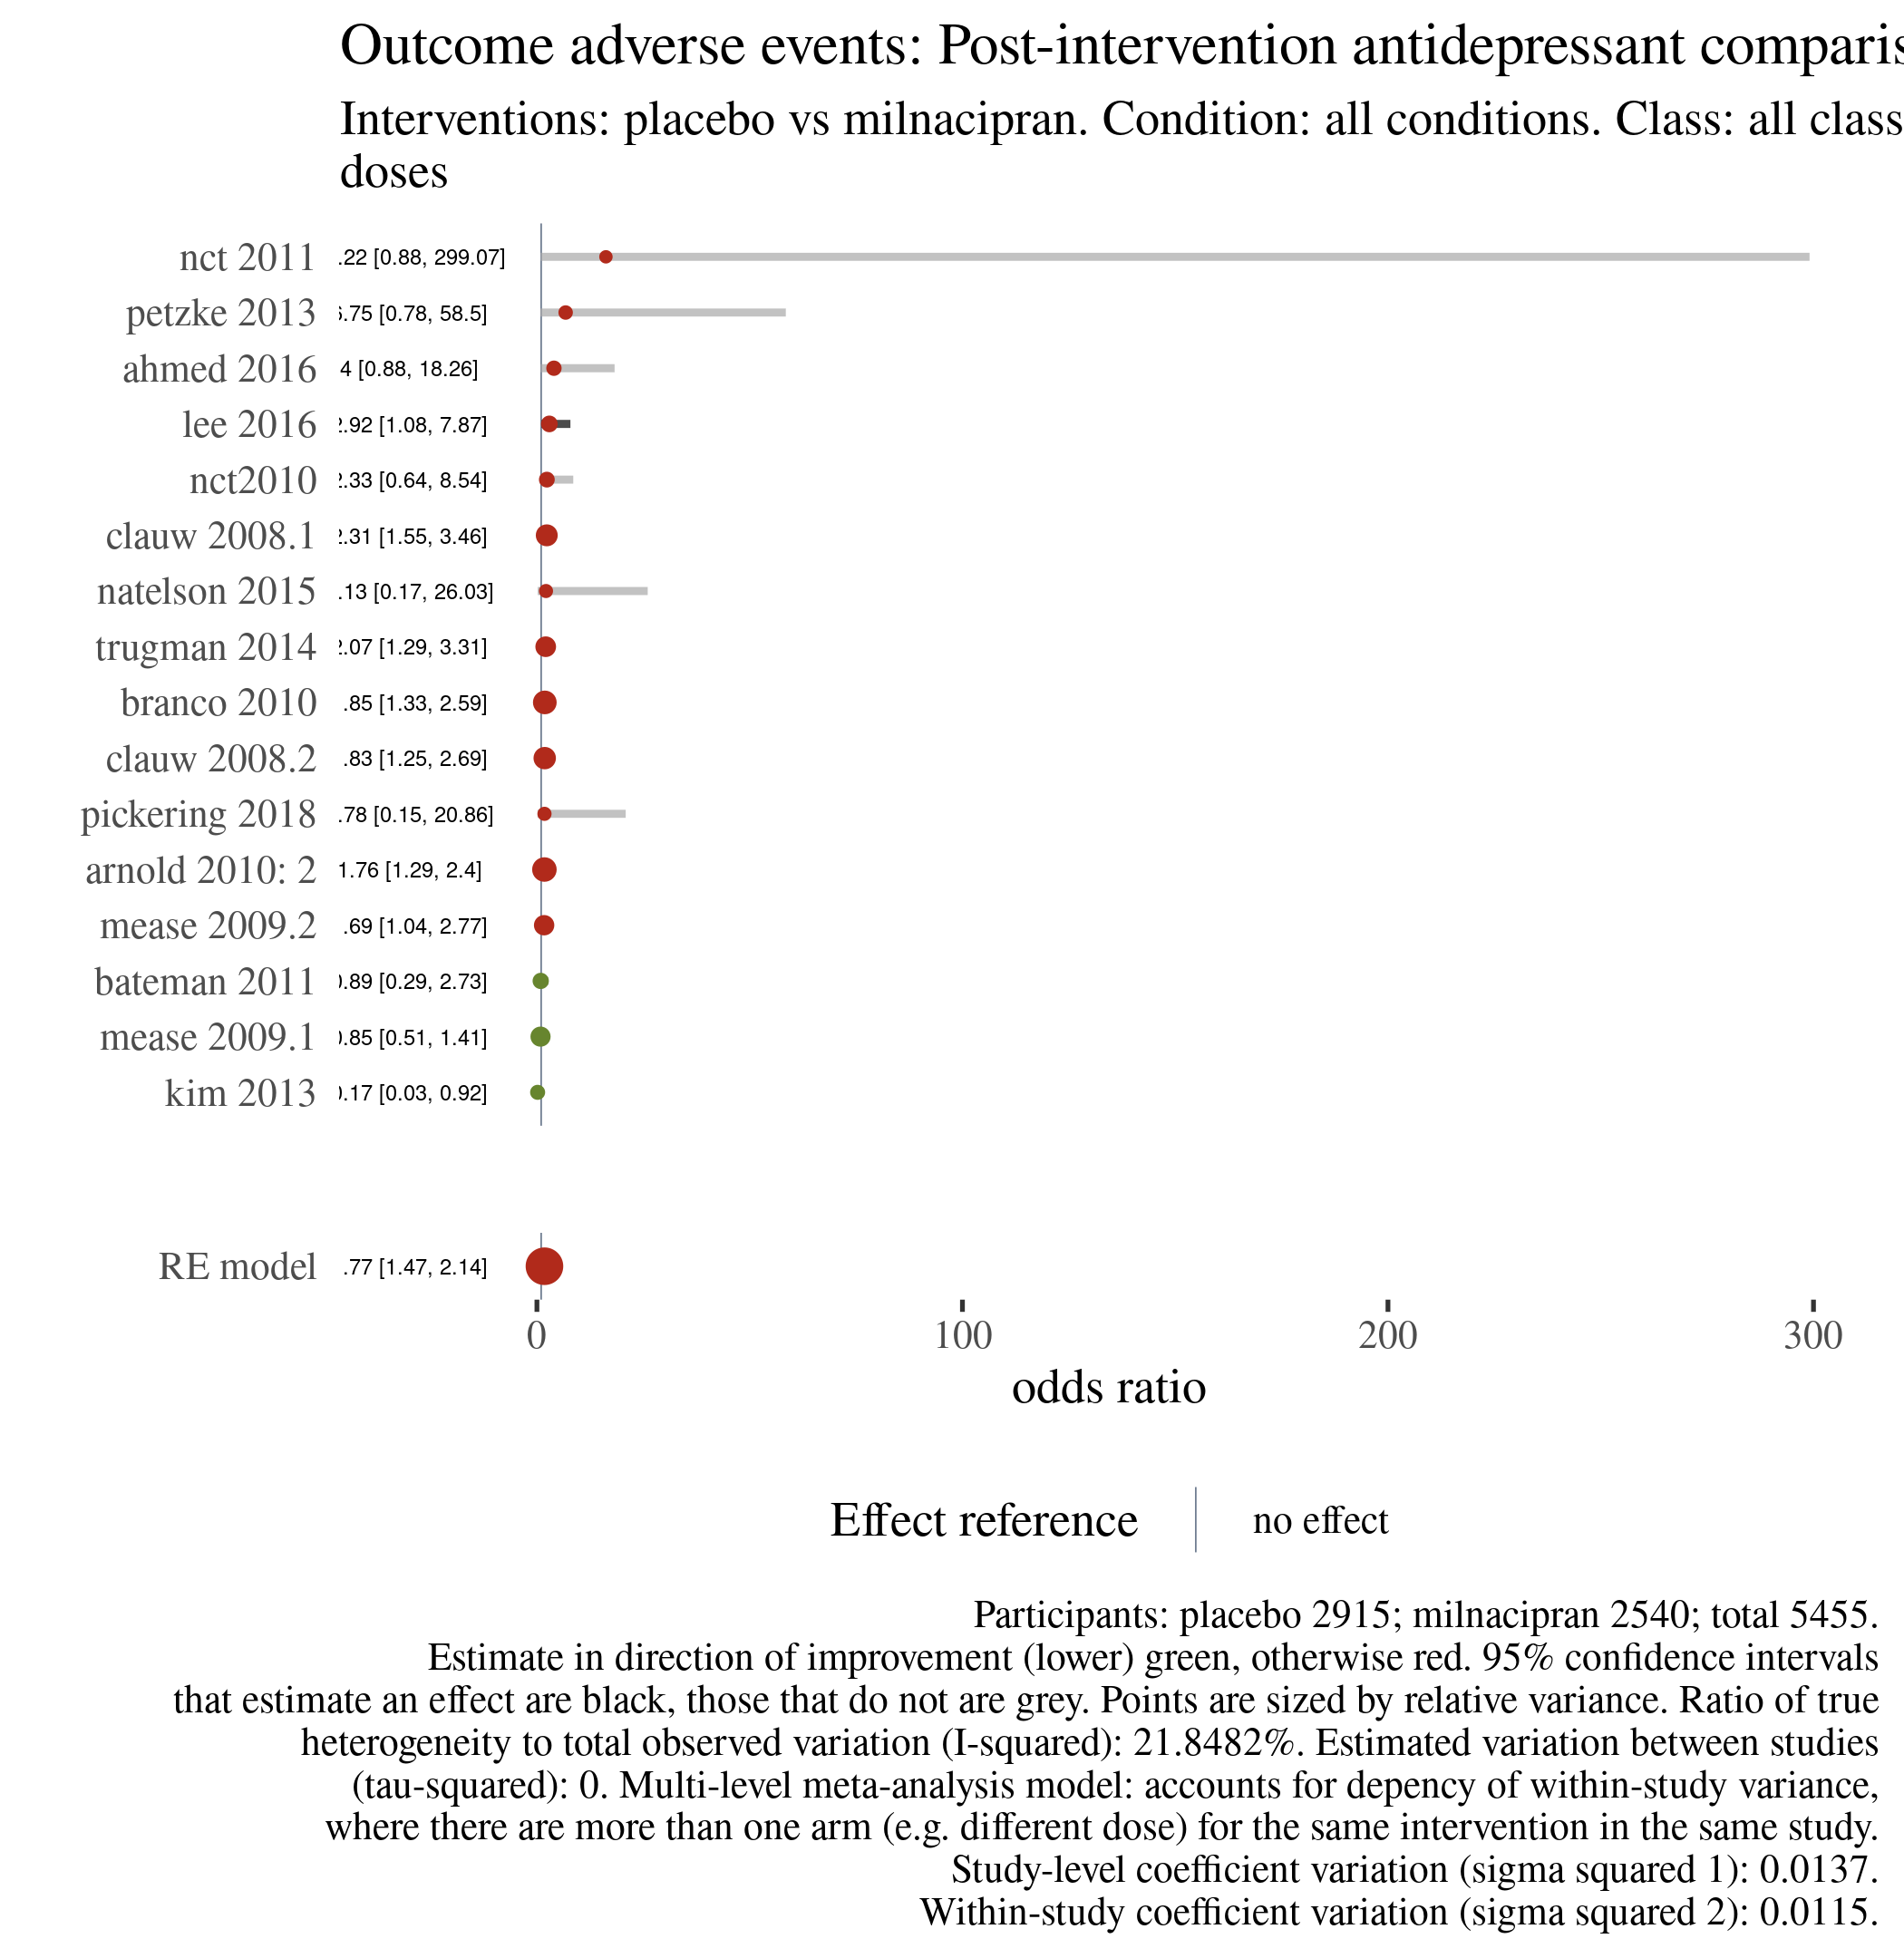 Outcome adverse events: Post-intervention antidepressant
Interventions: placebo vs milnacipran. Condition: all conditions. Class: all
doses
nct 2011 .22 [0.88, 299.07]
petzke 2013 .75 [0.78, 58.5]
ahmed 2016 4 [0.88, 18.26]
lee 2016 .92 [1.08, 7.87]
nct2010 .33 [0.64, 8.54]
clauw 2008.1 .31 [1.55, 3.46]
natelson 2015 .13 [0.17, 26.03]
trugman 2014 .07 [1.29, 3.31]
branco 2010 .85 [1.33, 2.59]
clauw 2008.2 .83 [1.25, 2.69]
pickering 2018 .78 [0.15, 20.86]
arnold 2010: 2 1.76 [1.29, 2.4]
mease 2009.2 .69 [1.04, 2.77]
bateman 2011 .89 [0.29, 2.73]
mease 2009.1 .85 [0.51, 1.41]
kim 2013 .17 [0.03, 0.92]
RE model .77 [1.47, 2.14]
0 100 200 300
odds ratio
Effect reference no effect
Participants: placebo 2915; milnacipran 2540; total 5455.
Estimate in direction of improvement (lower) green, otherwise red. 95% confidence intervals
that estimate an effect are black, those that do not are grey. Points are sized by relative variance. Ratio of true
heterogeneity to total observed variation (I-squared): 21.8482%. Estimated variation between studies
(tau-squared): 0. Multi-level meta-analysis model: accounts for depency of within-study variance,
where there are more than one arm (e.g. different dose) for the same intervention in the same study.
Study-level coefficient variation (sigma squared 1): 0.0137.
Within-study coefficient variation (sigma squared 2): 0.0115.